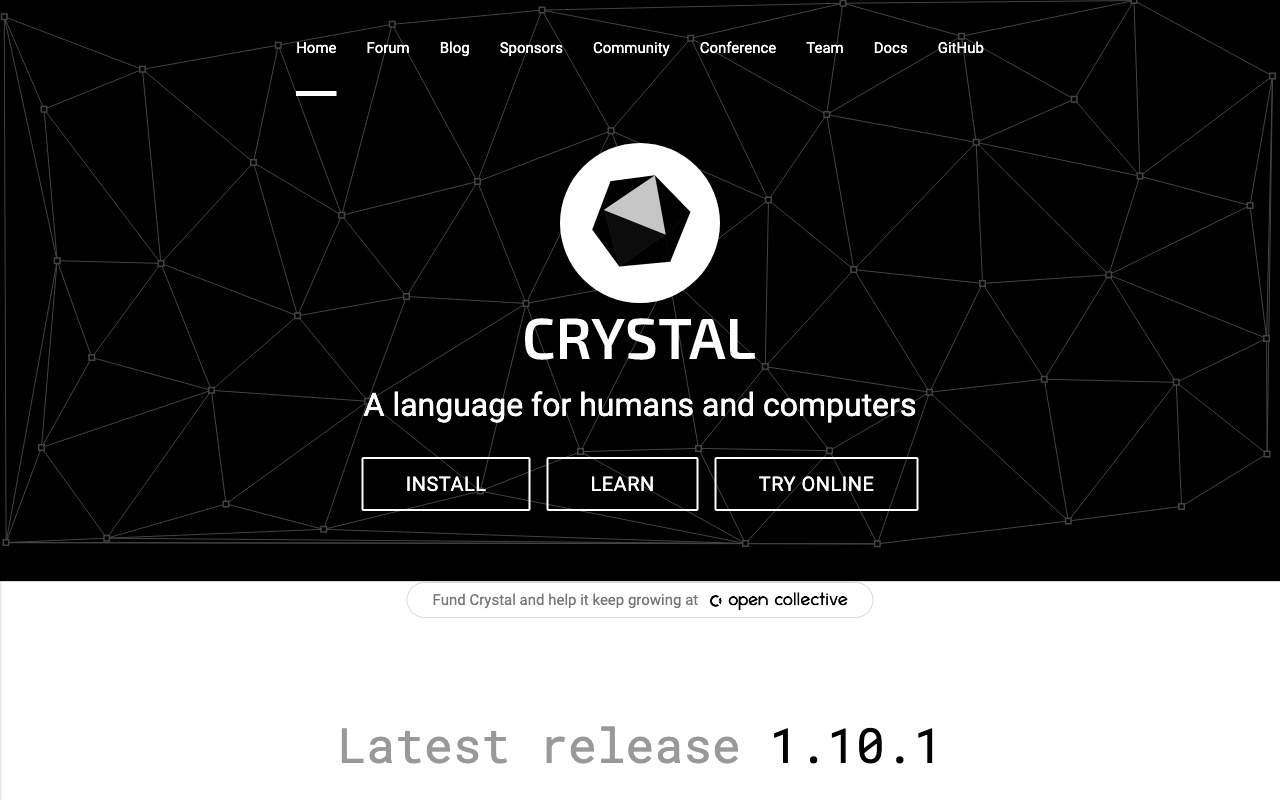 Home Forum Blog Sponsors Community Conference Team Docs GitHub
CRYSTAL
A language for humans and computers
INSTALL LEARN TRY ONLINE
Fund Crystal and help it keep growing at open collective
Latest release 1.10.1